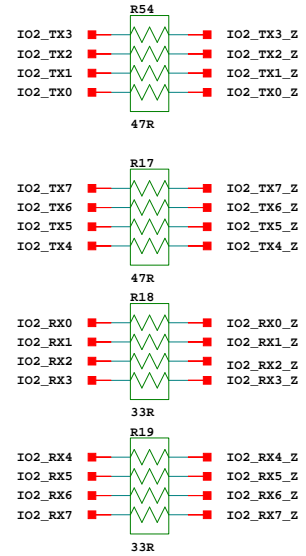 R54
IO2_TX3 IO2_TX3_Z
IO2_TX2 IO2_TX2_Z
IO2_TX1 IO2_TX1_Z
IO2_TX0 IO2_TX0_Z
47R
R17
IO2_TX7 IO2_TX7_Z
IO2_TX6 IO2_TX6_Z
IO2_TX5 IO2_TX5_Z
IO2_TX4 IO2_TX4_Z
47R
R18
IO2_RX0 IO2_RX0_Z
IO2_RX1 IO2_RX1_Z
IO2_RX2 IO2_RX2_Z
IO2_RX3 IO2_RX3_Z
33R
R19
IO2_RX4 IO2_RX4_Z
IO2_RX5 IO2_RX5_Z
IO2_RX6 IO2_RX6_Z
IO2_RX7 IO2_RX7_Z
33R